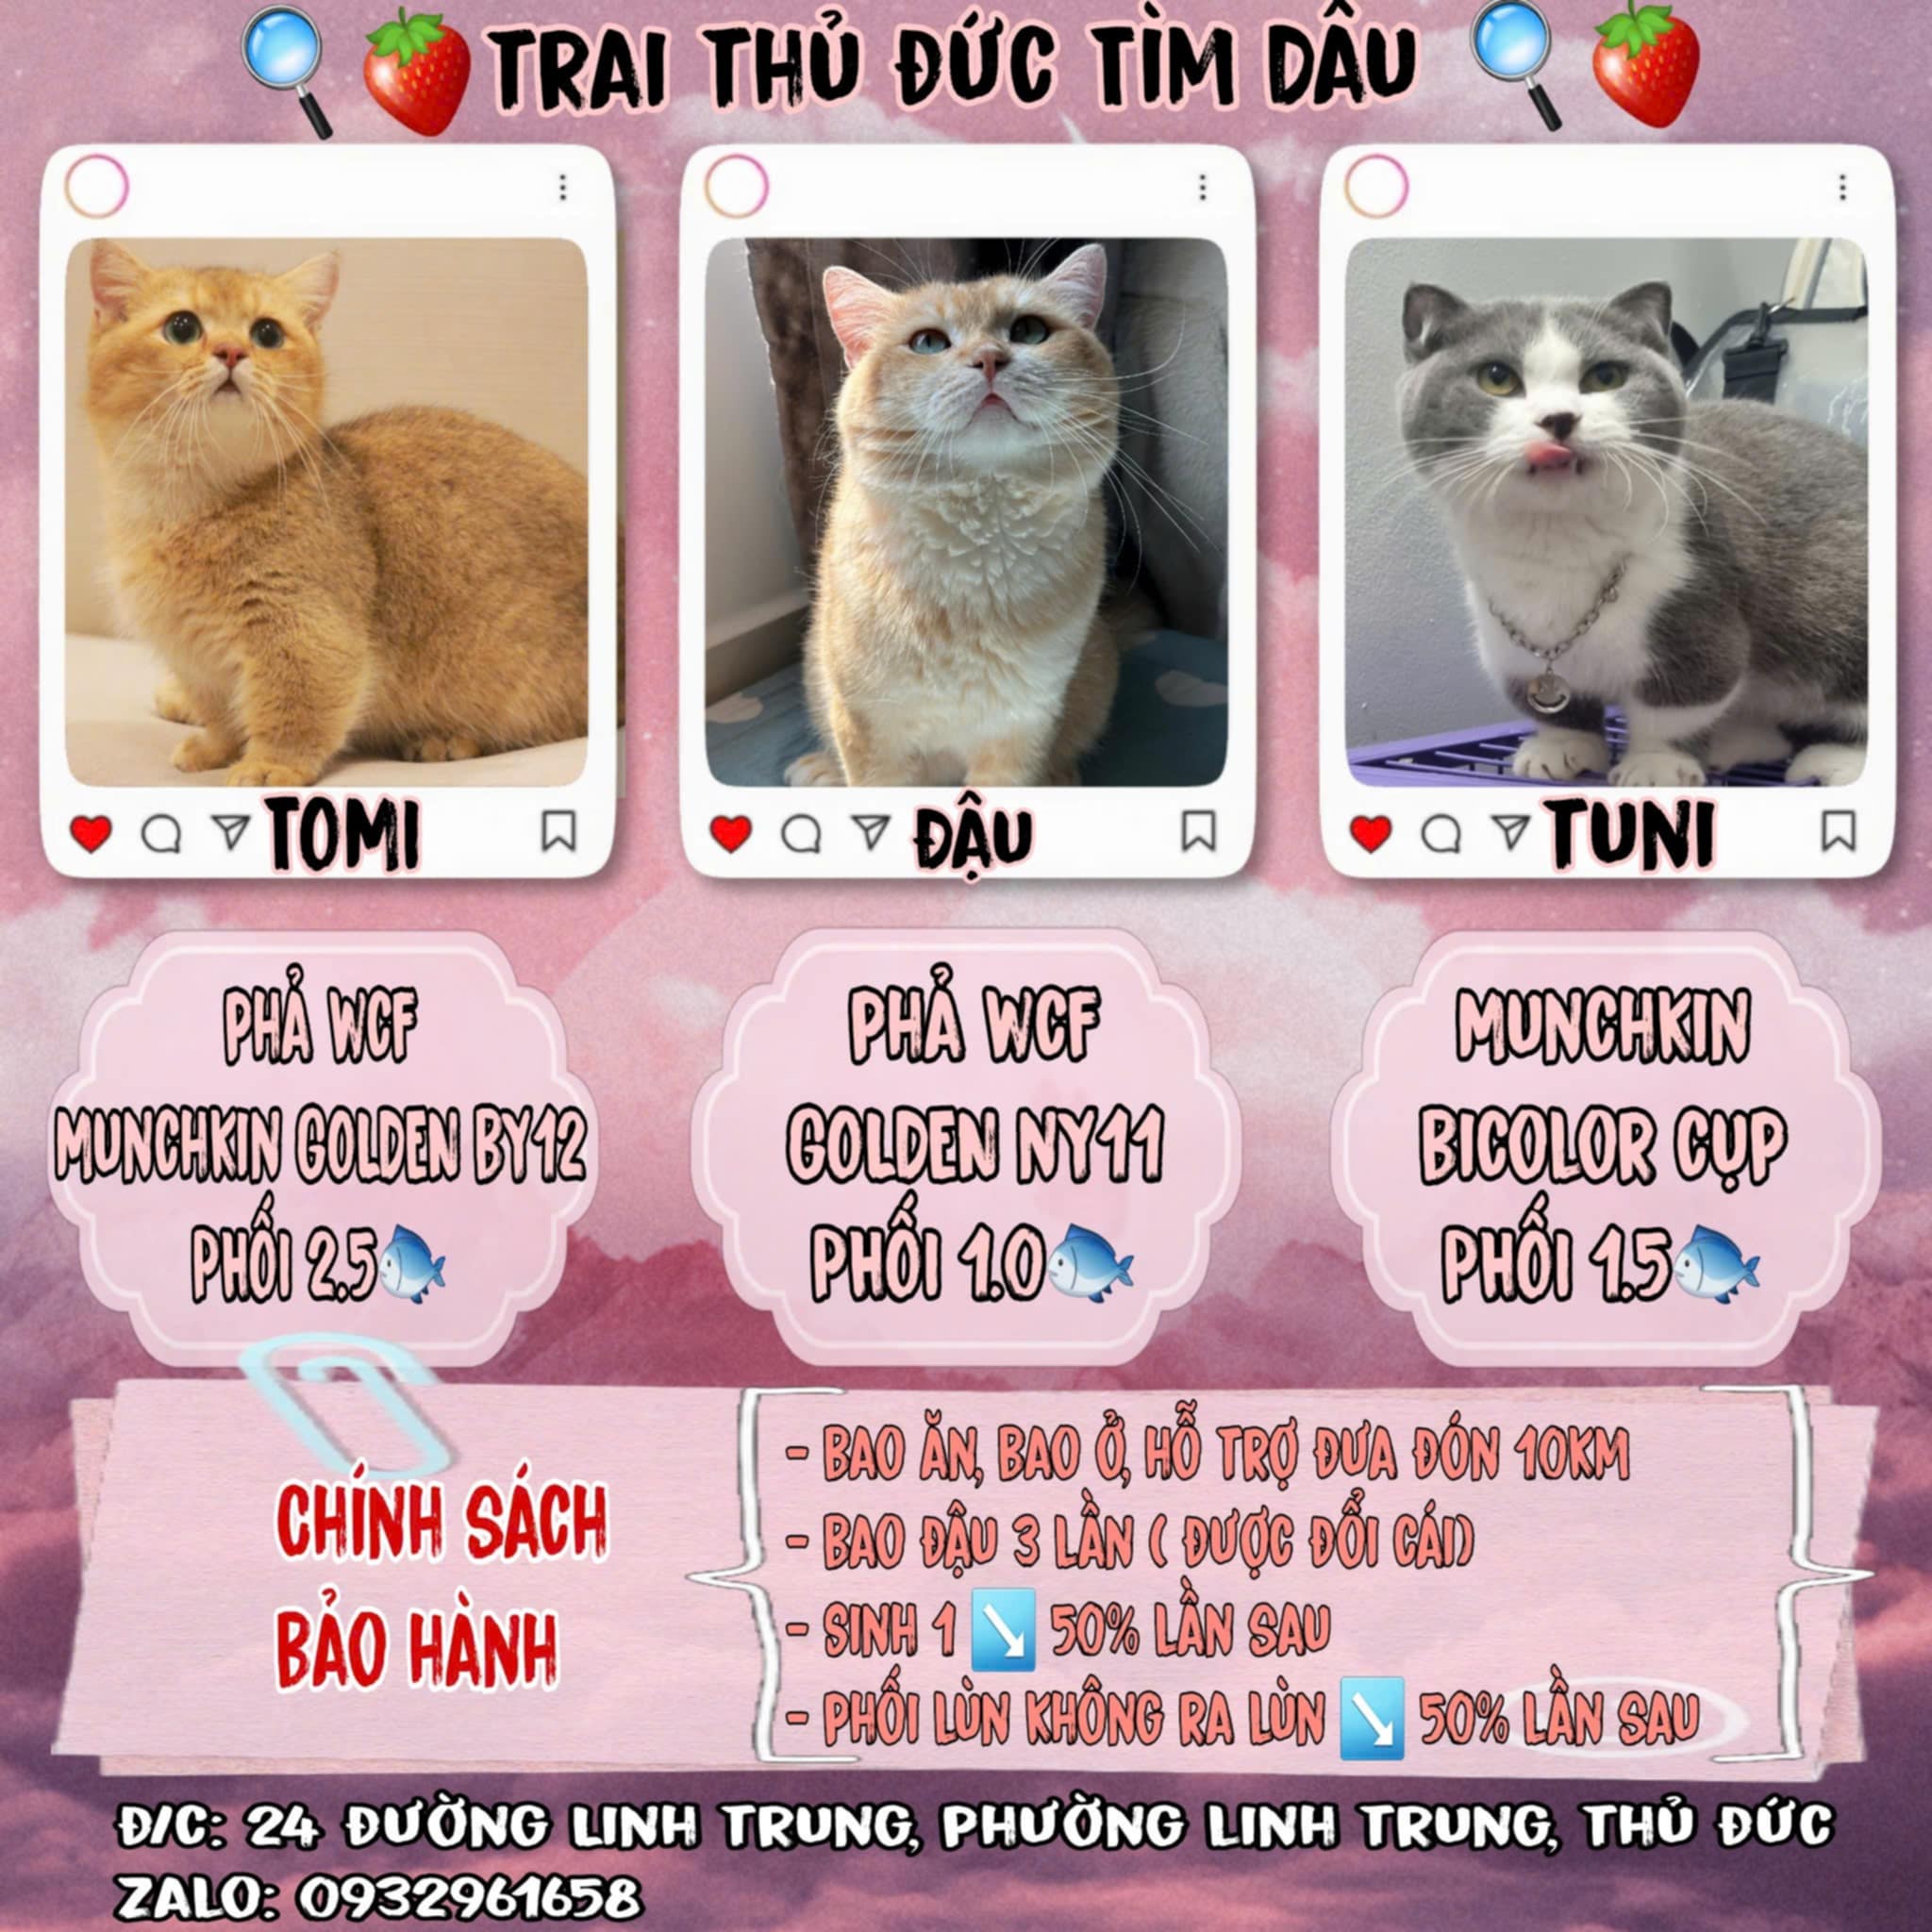 TRAI THỦ ĐỨC TÌM DÂU
TOMI
ĐẬU
TUNI
PHẢ WCF
MUNCHKIN GOLDEN BY12
PHỐI 2.5
PHẢ WCF
GOLDEN NY11
PHỐI 1.0
MUNCHKIN
BICOLOR CỤP
PHỐI 1.5
CHÍNH SÁCH
BẢO HÀNH
- BAO ĂN, BAO Ở, HỖ TRỢ ĐƯA ĐÓN 10KM
- BAO ĐẬU 3 LẦN ( ĐƯỢC ĐỔI CÁI)
- SINH 1 ↘ 50% LẦN SAU
- PHỐI LÙN KHÔNG RA LÙN ↘ 50% LẦN SAU
Đ/C: 24 ĐƯỜNG LINH TRUNG, PHƯỜNG LINH TRUNG, THỦ ĐỨC
ZALO: 0932961658